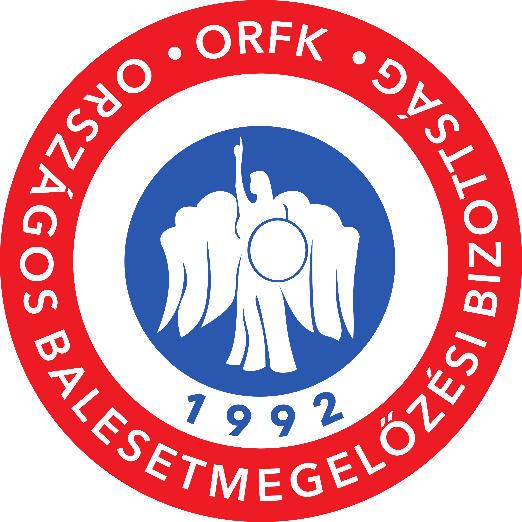 ORFK
ORSZÁGOS BALESETMEGELŐZÉSI BIZOTTSÁG
1992